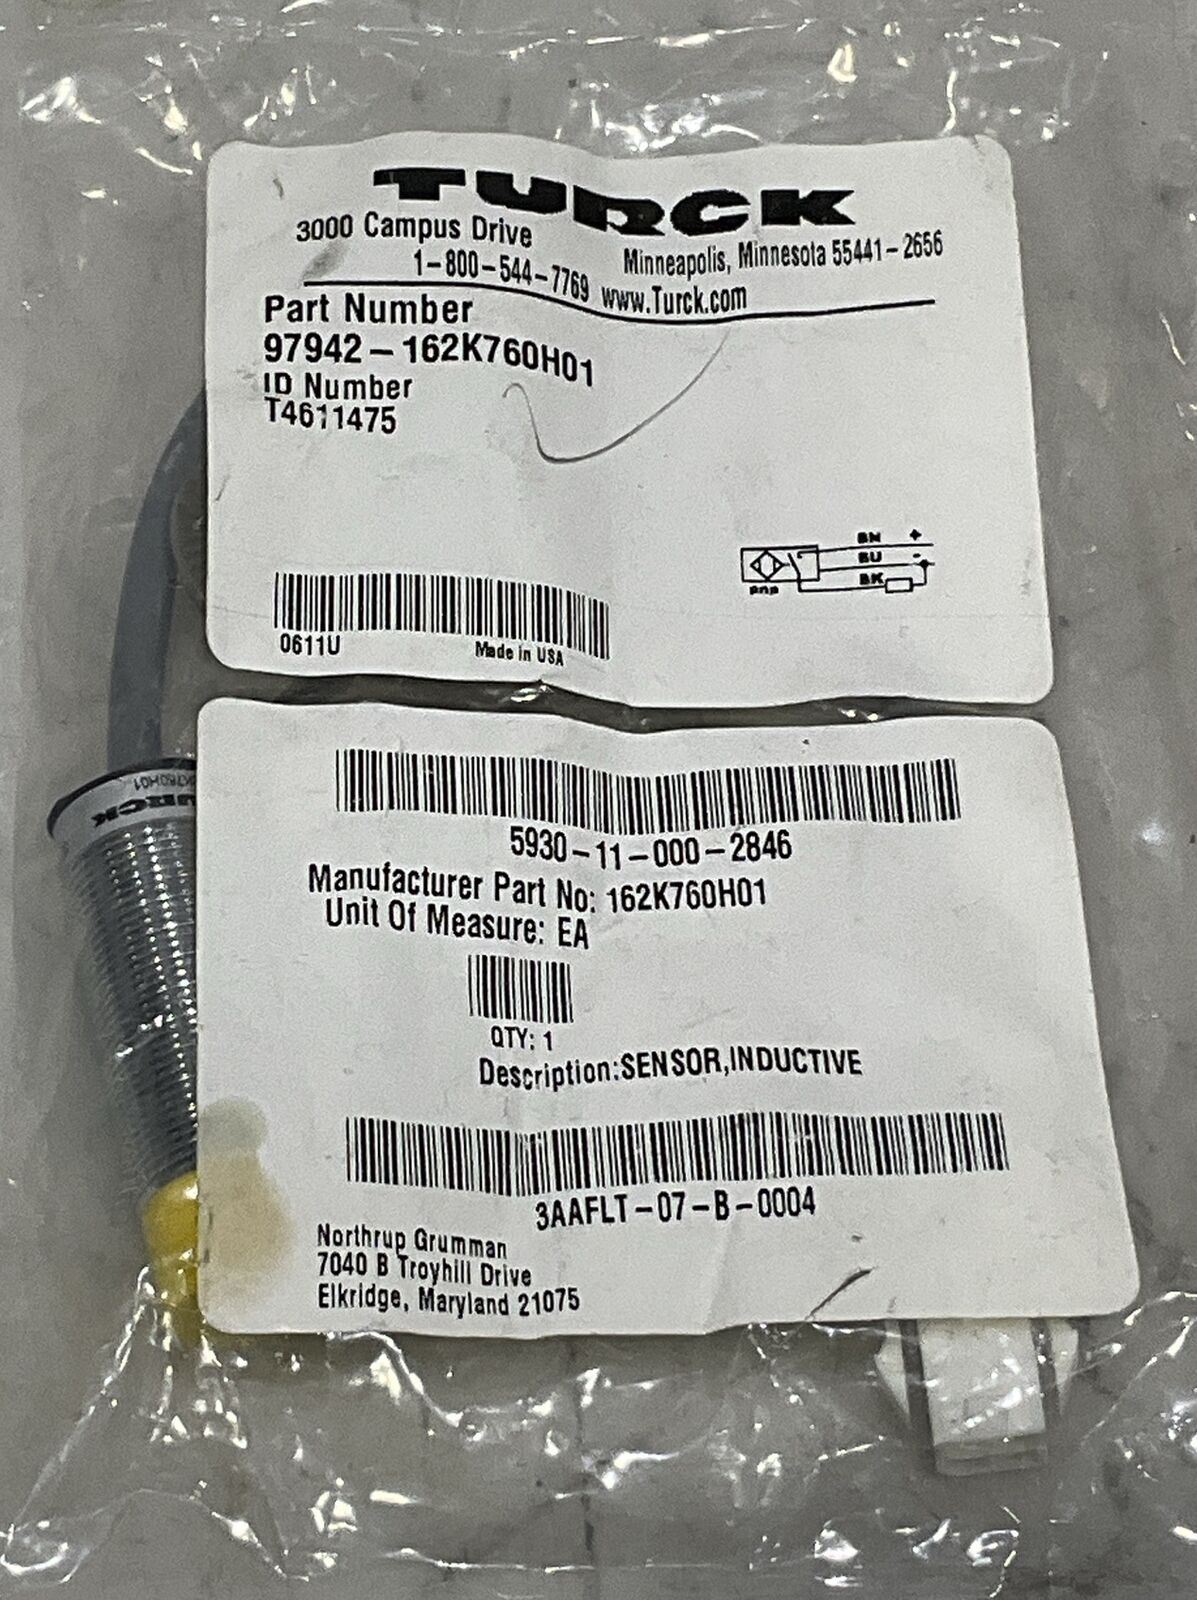 TURCK
3000 Campus Drive
Minneapolis, Minnesota 55441-2656
1-800-544-7769 www.Turck.com
Part Number
97942-162K760H01
ID Number
T4611475
BN +
BU -
BK
pnp
0611U
Made in USA
TURCK
5930-11-000-2846
Manufacturer Part No: 162K760H01
Unit Of Measure: EA
QTY: 1
Description:SENSOR,INDUCTIVE
3AAFLT-07-B-0004
Northrup Grumman
7040 B Troyhill Drive
Elkridge, Maryland 21075